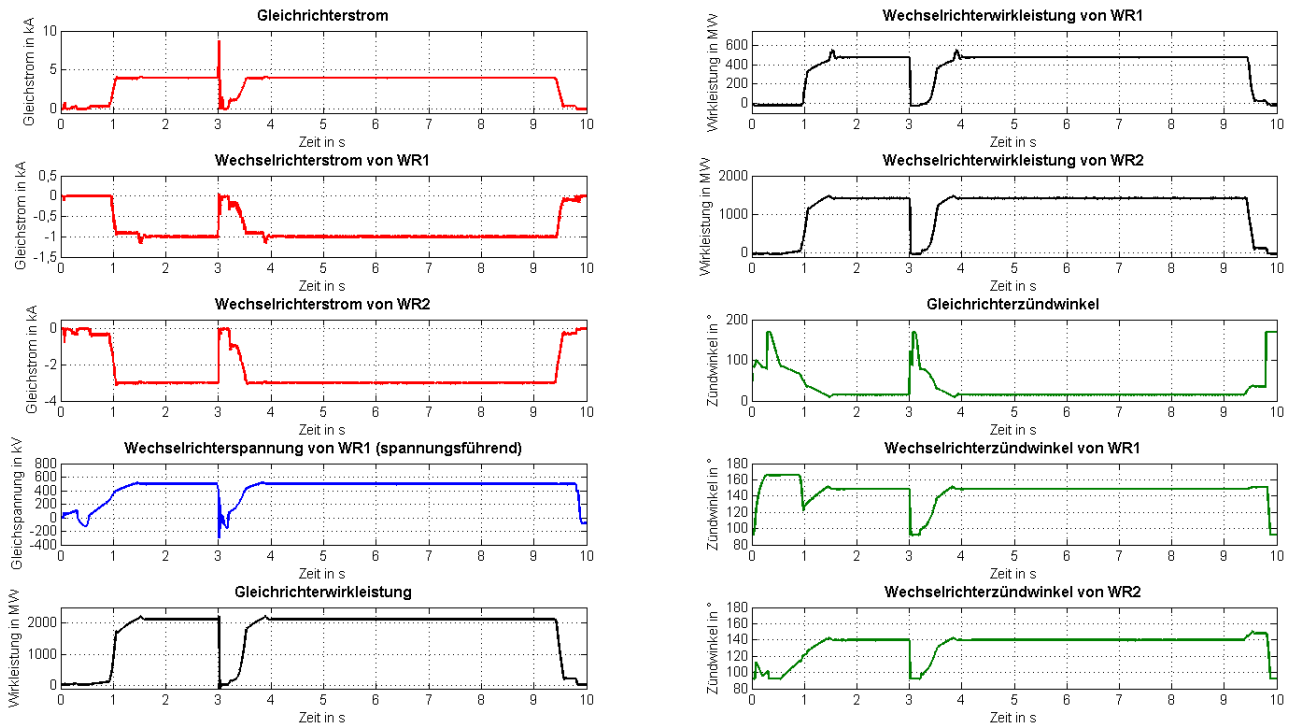 Gleichrichterstrom
Gleichstrom in kA
10
5
0
0 1 2 3 4 5 6 7 8 9 10
Zeit in s
Wechselrichterstrom von WR1
Gleichstrom in kA
0,5
0
-0,5
-1
-1,5
0 1 2 3 4 5 6 7 8 9 10
Zeit in s
Wechselrichterstrom von WR2
Gleichstrom in kA
0
-2
-4
0 1 2 3 4 5 6 7 8 9 10
Zeit in s
Wechselrichterspannung von WR1 (spannungsführend)
Gleichspannung in kV
800
600
400
200
0
-200
-400
0 1 2 3 4 5 6 7 8 9 10
Zeit in s
Gleichrichterwirkleistung
Wirkleistung in MW
2000
1000
0
0 1 2 3 4 5 6 7 8 9 10
Zeit in s
Wechselrichterwirkleistung von WR1
Wirkleistung in MW
600
400
200
0
0 1 2 3 4 5 6 7 8 9 10
Zeit in s
Wechselrichterwirkleistung von WR2
Wirkleistung in MW
2000
1000
0
0 1 2 3 4 5 6 7 8 9 10
Zeit in s
Gleichrichterzündwinkel
Zündwinkel in °
200
100
0
0 1 2 3 4 5 6 7 8 9 10
Zeit in s
Wechselrichterzündwinkel von WR1
Zündwinkel in °
180
160
140
120
100
80
0 1 2 3 4 5 6 7 8 9 10
Zeit in s
Wechselrichterzündwinkel von WR2
Zündwinkel in °
180
160
140
120
100
80
0 1 2 3 4 5 6 7 8 9 10
Zeit in s